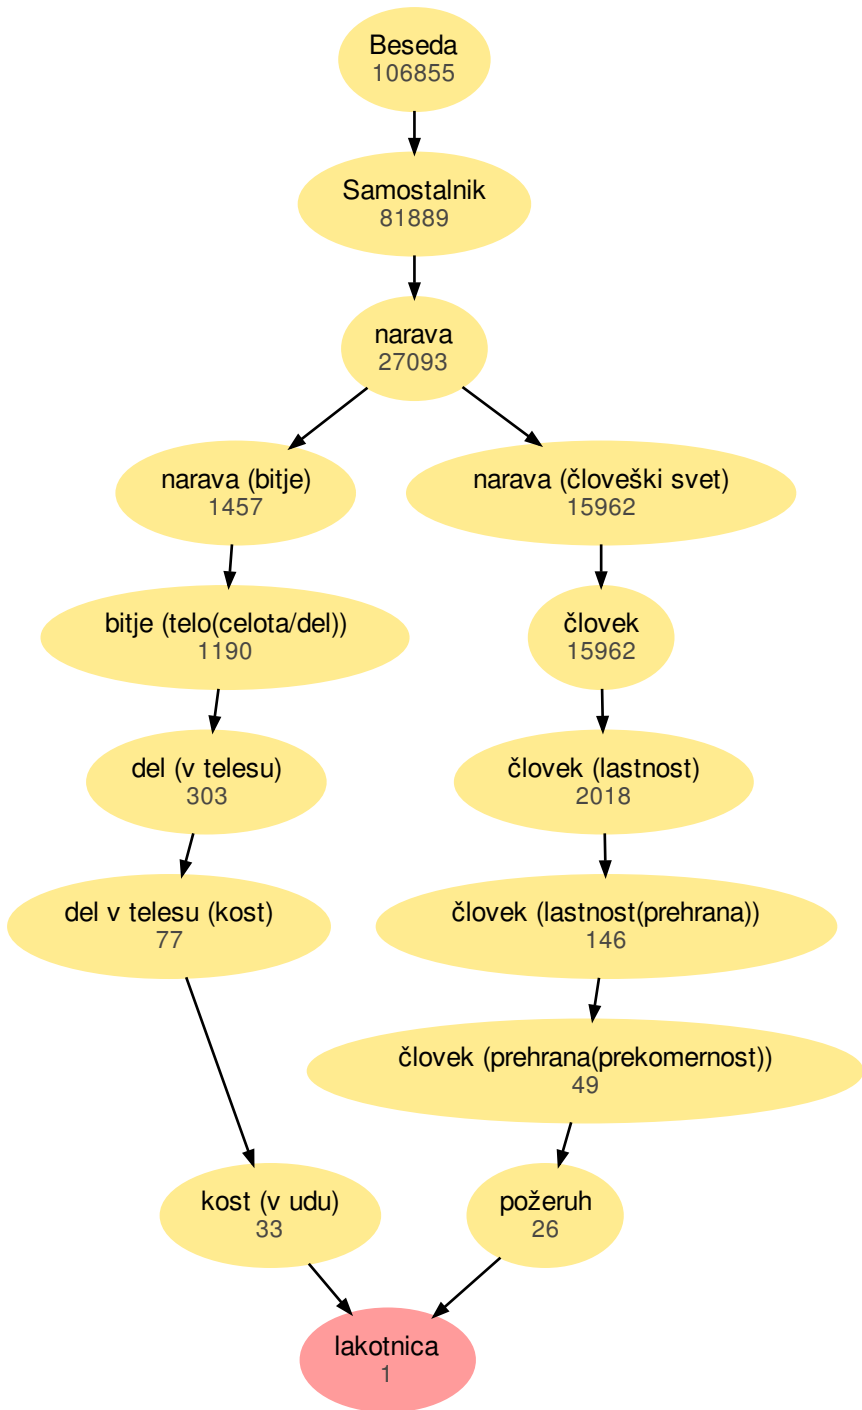 Beseda
106855
Samostalnik
81889
narava
27093
narava (bitje)
1457
narava (človeški svet)
15962
bitje (telo(celota/del))
1190
človek
15962
del (v telesu)
303
človek (lastnost)
2018
del v telesu (kost)
77
človek (lastnost(prehrana))
146
človek (prehrana(prekomernost))
49
kost (v udu)
33
požeruh
26
lakotnica
1